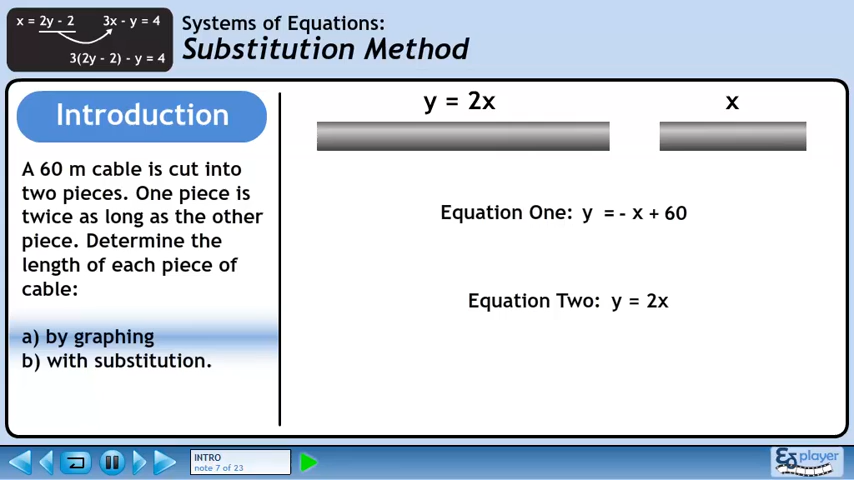 x = 2y - 2 3x - y = 4
3(2y - 2) - y = 4
Systems of Equations:
Substitution Method
Introduction
A 60 m cable is cut into
two pieces. One piece is
twice as long as the other
piece. Determine the
length of each piece of
cable:
a) by graphing
b) with substitution.
y = 2x
x
Equation One: y = - x + 60
Equation Two: y = 2x
INTRO
note 7 of 23
player